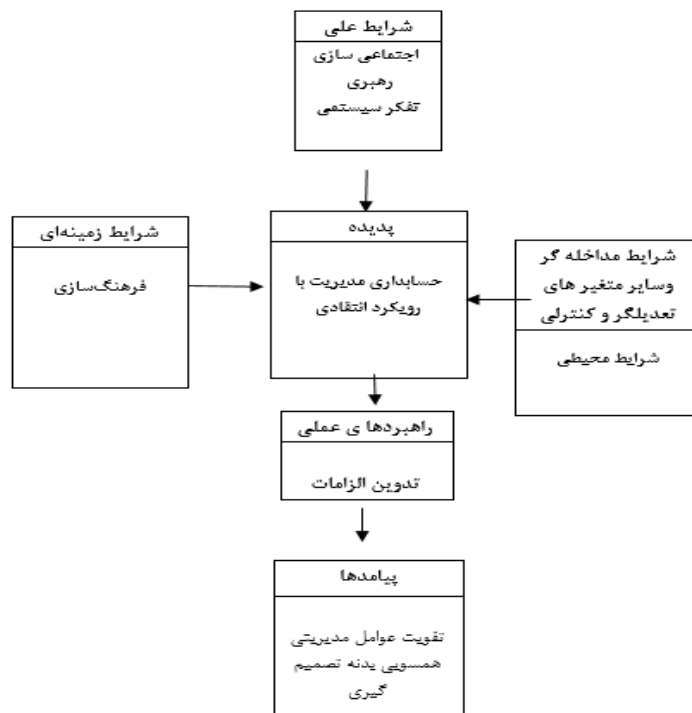 شرایط علی
اجتماعی سازی
رهبری
تفکر سیستمی
پدیده
حسابداری مدیریت با
رویکرد انتقادی
شرایط زمینه‌ای
فرهنگ‌سازی
شرایط مداخله گر
وسایر متغیر های
تعدیلگر و کنترلی
شرایط محیطی
راهبردها ی عملی
تدوین الزامات
پیامدها
تقویت عوامل مدیریتی
همسویی بدنه تصمیم
گیری